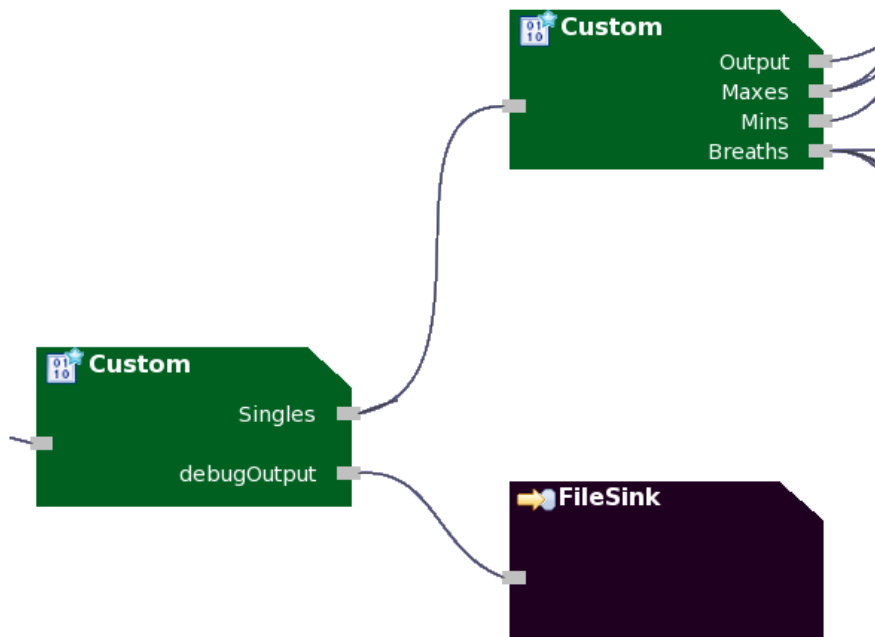 Custom
Output
Maxes
Mins
Breaths
Custom
Singles
debugOutput
FileSink